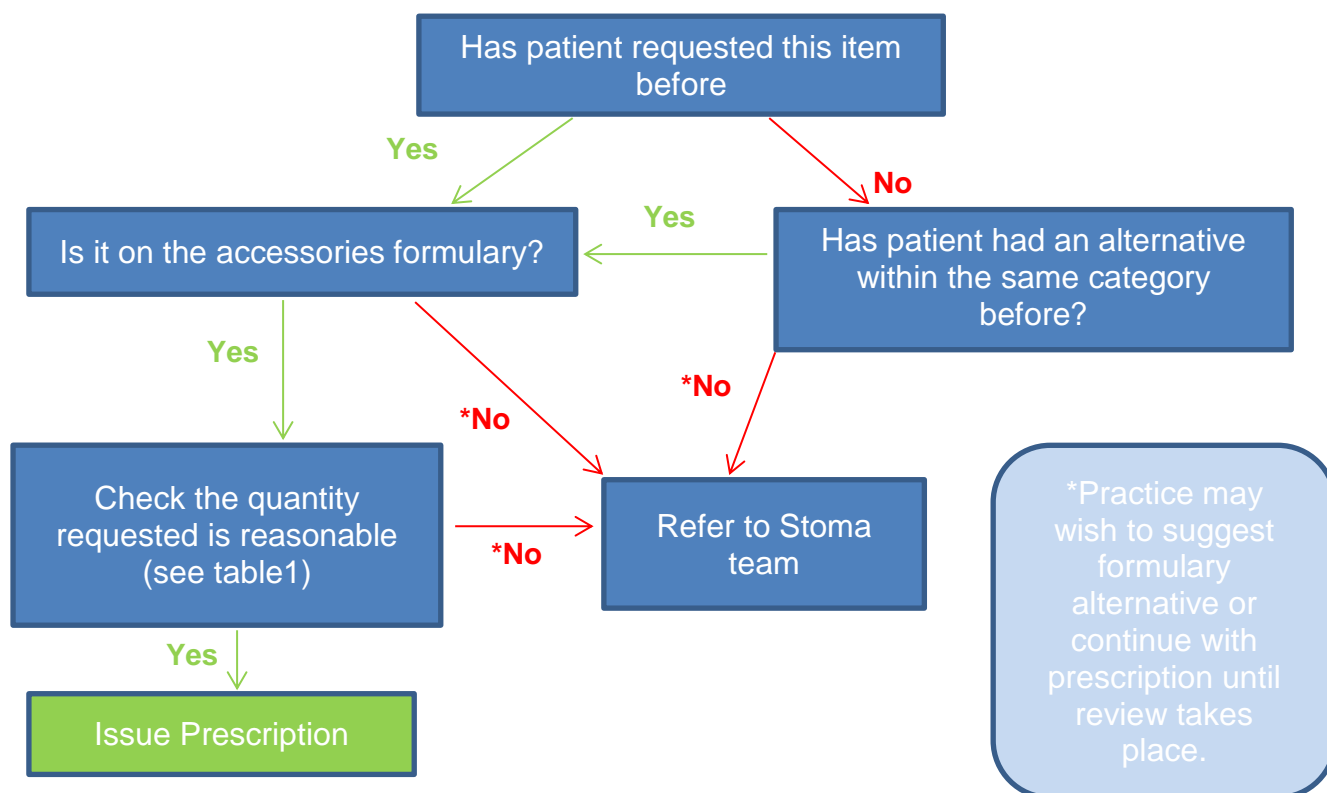 Has patient requested this item
before
Yes
No
Is it on the accessories formulary?
Yes
Has patient had an alternative
within the same category
before?
Yes
*No
*No
Check the quantity
requested is reasonable
(see table1)
*No
Refer to Stoma
team
*Practice may
wish to suggest
formulary
alternative or
continue with
prescription until
review takes
place.
Yes
Issue Prescription